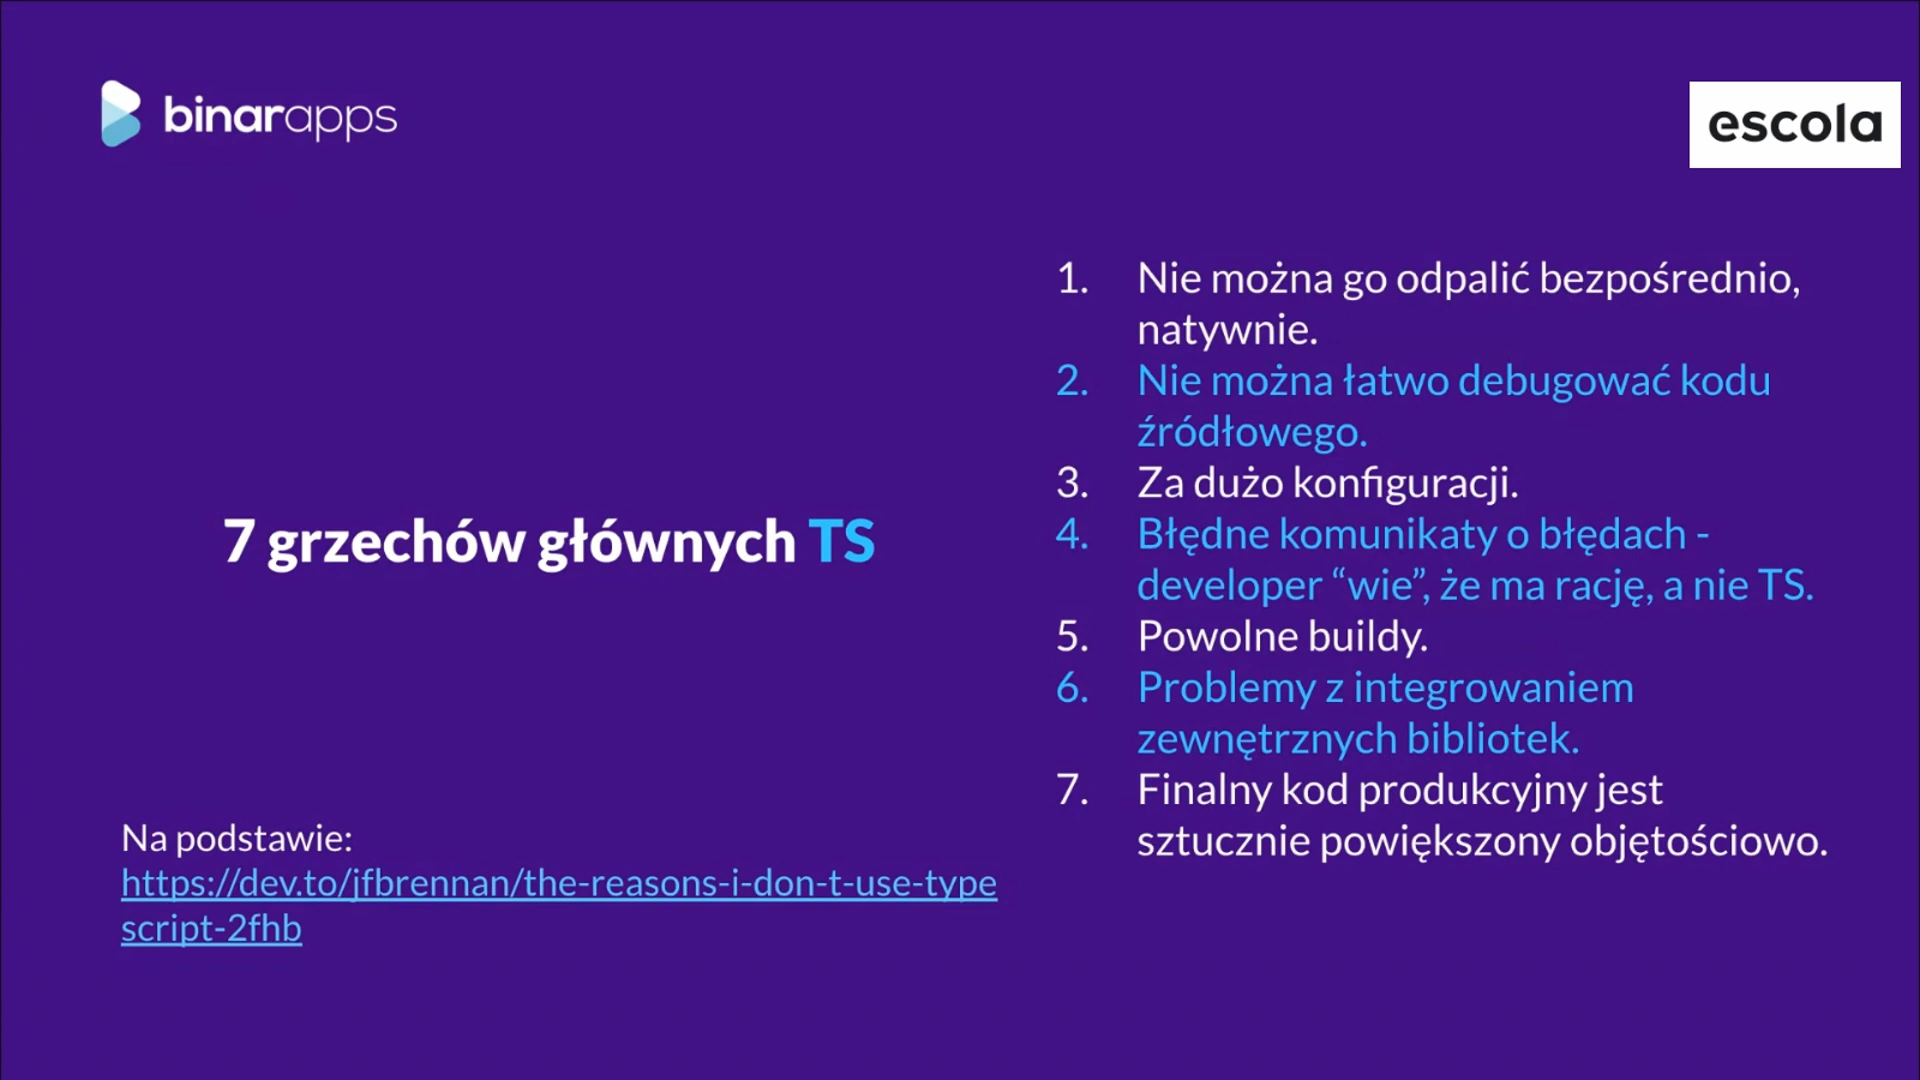 binarapps
escola
7 grzechów głównych TS
Na podstawie:
https://dev.to/jfbrennan/the-reasons-i-don-t-use-type
script-2fhb
1. Nie można go odpalić bezpośrednio,
natywnie.
2. Nie można łatwo debugować kodu
źródłowego.
3. Za dużo konfiguracji.
4. Błędne komunikaty o błędach -
developer “wie”, że ma rację, a nie TS.
5. Powolne buildy.
6. Problemy z integrowaniem
zewnętrznych bibliotek.
7. Finalny kod produkcyjny jest
sztucznie powiększony objętościowo.